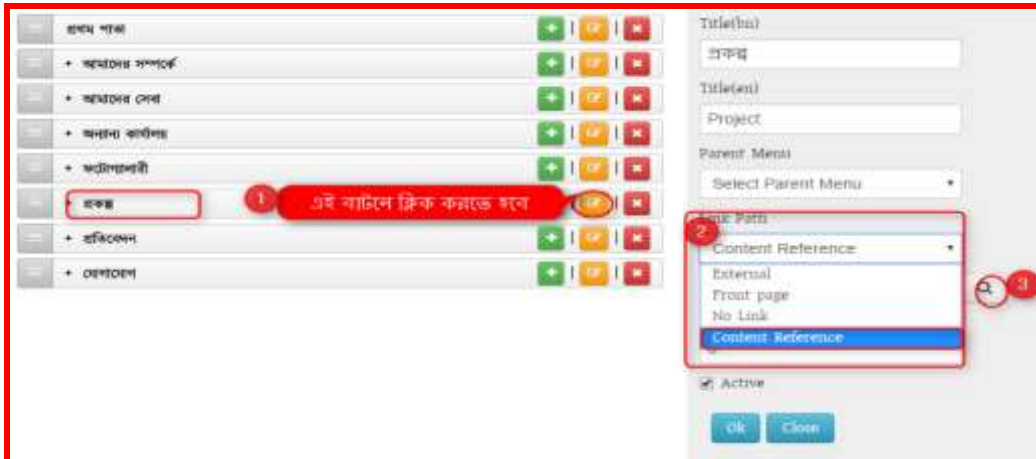 প্রথম পাতা
+ আমাদের সম্পর্কে
+ আমাদের সেবা
+ অন্যান্য কার্যালয়
+ ফটোগ্যালারী
প্রকল্প
1 এই বাটনে ক্লিক করতে হবে
+ প্রতিবেদন
+ যোগাযোগ
Title(bn)
প্রকল্প
Title(en)
Project
Parent Menu
Select Parent Menu
Link Path
2
Content Reference
External
Front page
No Link
Content Reference
3
Active
Ok Close